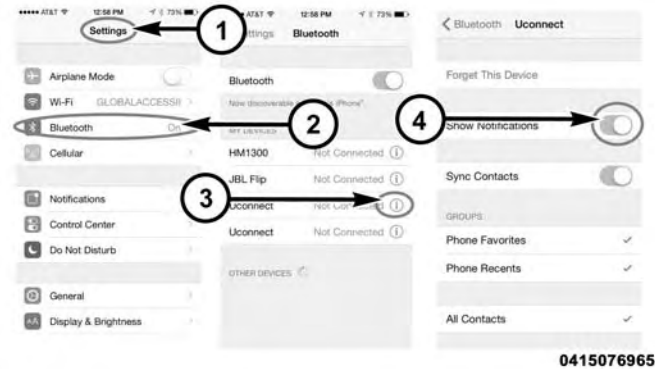 AT&T 12:58 PM 73%
Settings
1
Airplane Mode
Wi-Fi GLOBALACCESSII
Bluetooth On
Cellular
Notifications
Control Center
Do Not Disturb
General
Display & Brightness
AT&T 12:58 PM 73%
Settings Bluetooth
Bluetooth
2
Now discoverable iPhone".
MY DEVICES
HM1300 Not Connected
JBL Flip Not Connected
3
Uconnect Not Connected
Uconnect Not Connected
OTHER DEVICES
Bluetooth Uconnect
Forget This Device
4
Show Notifications
Sync Contacts
GROUPS
Phone Favorites
Phone Recents
All Contacts
0415076965